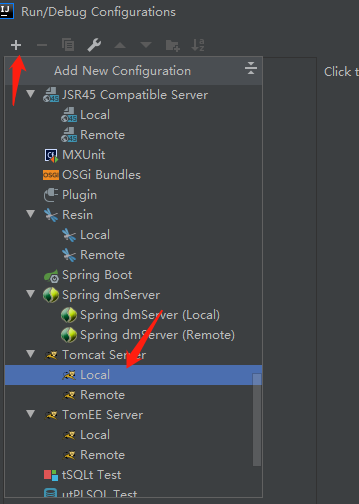 Run/Debug Configurations
Add New Configuration
Click t
JSR45 Compatible Server
Local
Remote
MXUnit
OSGi Bundles
Plugin
Resin
Local
Remote
Spring Boot
Spring dmServer
Spring dmServer (Local)
Spring dmServer (Remote)
Tomcat Server
Local
Remote
TomEE Server
Local
Remote
tSQLt Test
utPLSQL Test